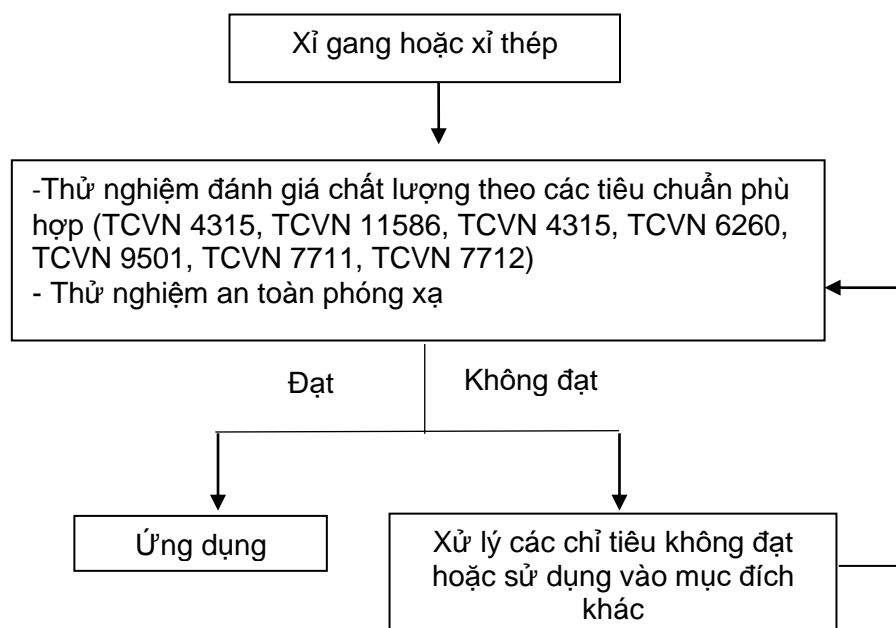 Xỉ gang hoặc xỉ thép
-Thử nghiệm đánh giá chất lượng theo các tiêu chuẩn phù
hợp (TCVN 4315, TCVN 11586, TCVN 4315, TCVN 6260,
TCVN 9501, TCVN 7711, TCVN 7712)
- Thử nghiệm an toàn phóng xạ
Đạt
Không đạt
Ứng dụng
Xử lý các chỉ tiêu không đạt
hoặc sử dụng vào mục đích
khác